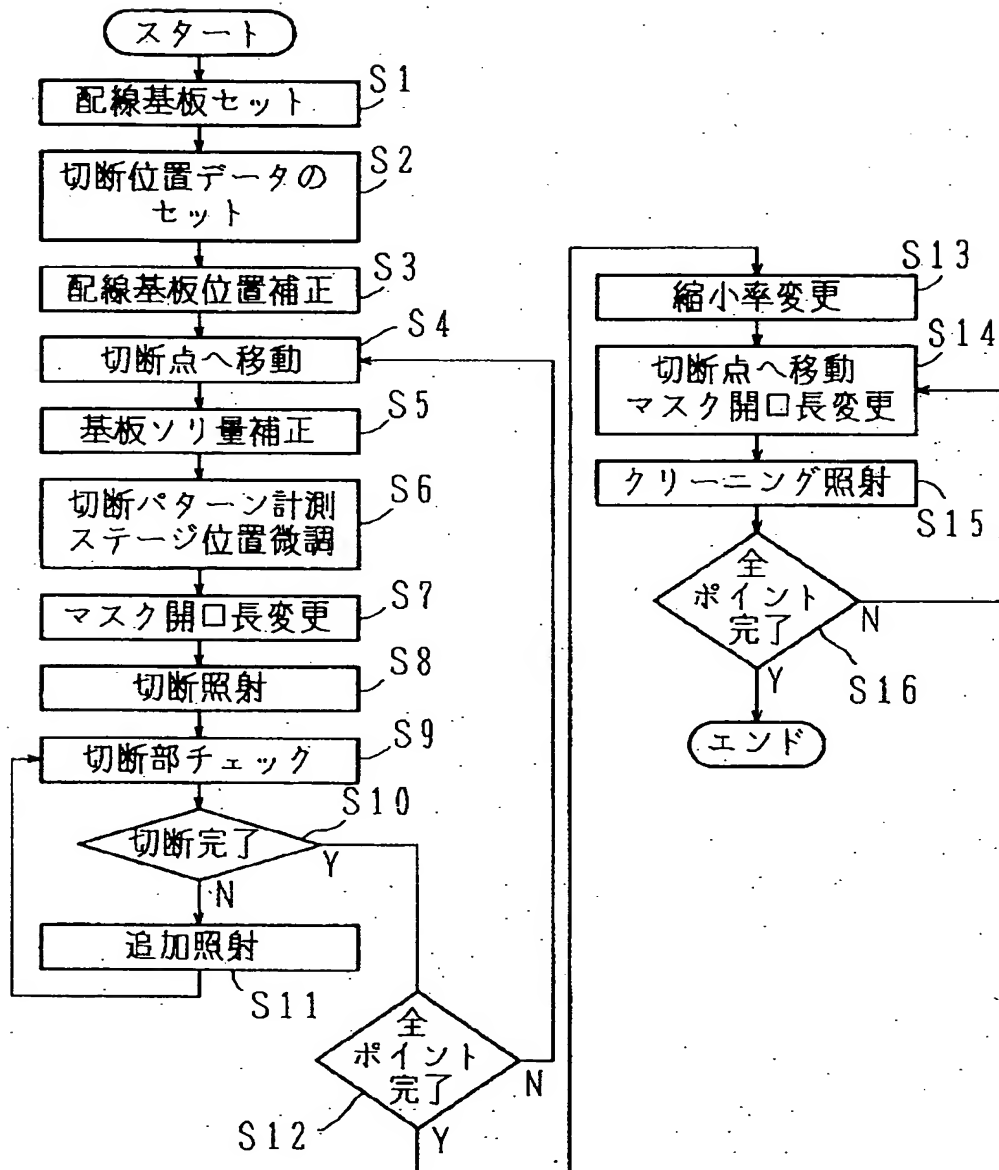 スタート
S1
配線基板セット
S2
切断位置データの
セット
S3
配線基板位置補正
S4
切断点へ移動
S5
基板ソリ量補正
S6
切断パターン計測
ステージ位置微調
S7
マスク開口長変更
S8
切断照射
S9
切断部チェック
S10
切断完了
Y
N
追加照射
S11
全
ポイント
完了
N
S12
Y
S13
縮小率変更
S14
切断点へ移動
マスク開口長変更
クリーニング照射
S15
全
ポイント
完了
N
S16
Y
エンド